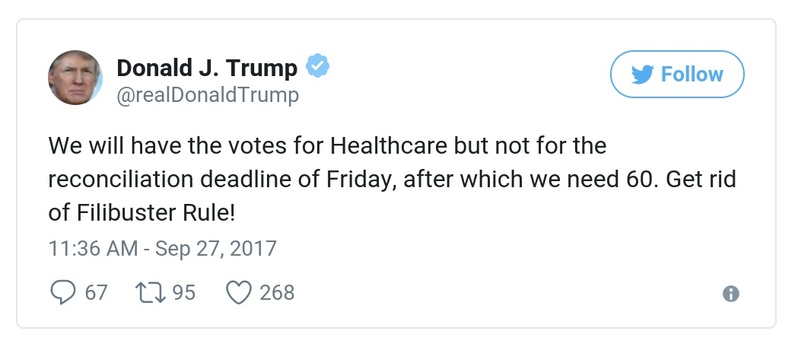 Donald J. Trump
@realDonaldTrump
Follow
We will have the votes for Healthcare but not for the
reconciliation deadline of Friday, after which we need 60. Get rid
of Filibuster Rule!
11:36 AM - Sep 27, 2017
67 95 268